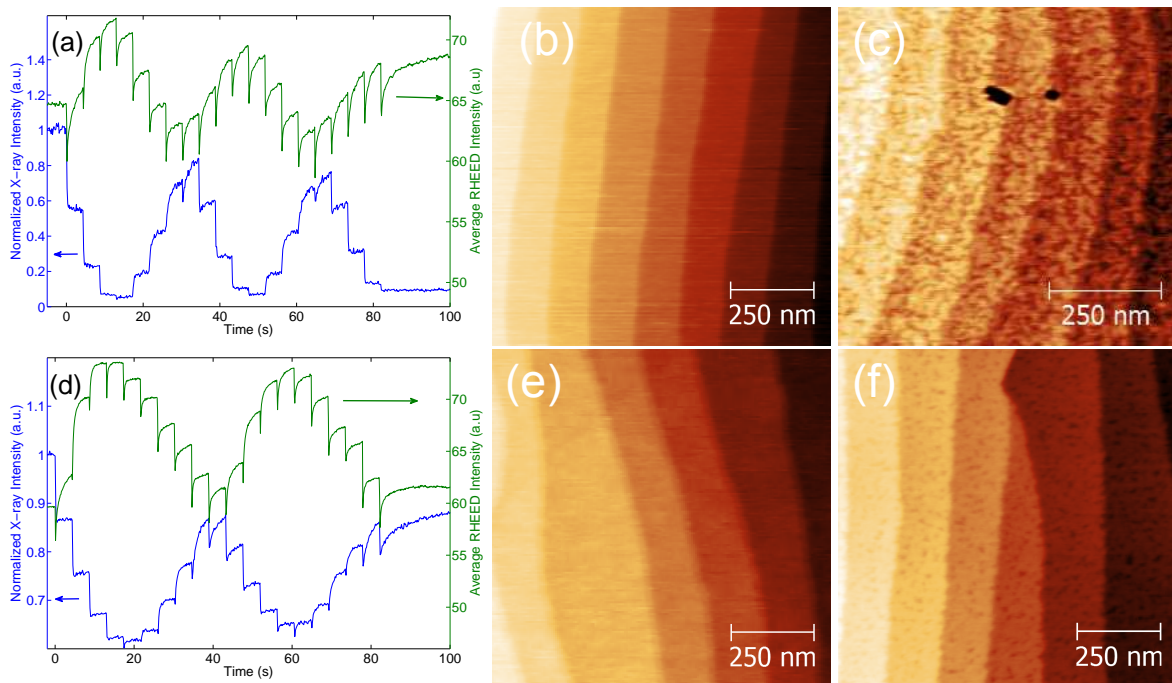 (a)
Normalized X-ray Intensity (a.u.)
1.4
1.2
1
0.8
0.6
0.4
0.2
0
0
20
40
60
80
100
Time (s)
70
65
60
55
50
Average RHEED Intensity (a.u.)
(b)
250 nm
(c)
250 nm
(d)
Normalized X-ray Intensity (a.u)
1.1
1
0.9
0.8
0.7
0
20
40
60
80
100
Time (s)
70
65
60
55
50
Average RHEED Intensity (a.u)
(e)
250 nm
(f)
250 nm